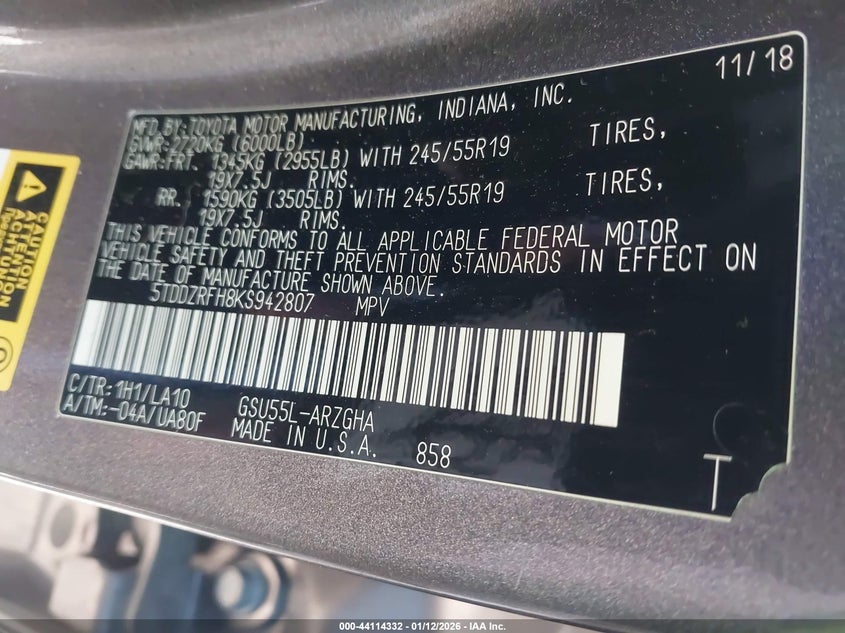 11/18
MFD.BY:TOYOTA MOTOR MANUFACTURING, INDIANA, INC.
GVWR:2720KG (6000LB)
GAWR:FRT. 1345KG (2955LB) WITH 245/55R19 TIRES,
19X7.5J RIMS.
RR. 1590KG (3505LB) WITH 245/55R19 TIRES,
19X7.5J RIMS.
THIS VEHICLE CONFORMS TO ALL APPLICABLE FEDERAL MOTOR
VEHICLE SAFETY AND THEFT PREVENTION STANDARDS IN EFFECT ON
THE DATE OF MANUFACTURE SHOWN ABOVE.
5TDDZRFH8KS942807 MPV
C/TR:1H1/LA10
A/TM:-04A/UA80F
GSU55L-ARZGHA
MADE IN U.S.A. 858
T
CAUTION
ACHTUNG
000-44114332 - 01/12/2026 - IAA Inc.